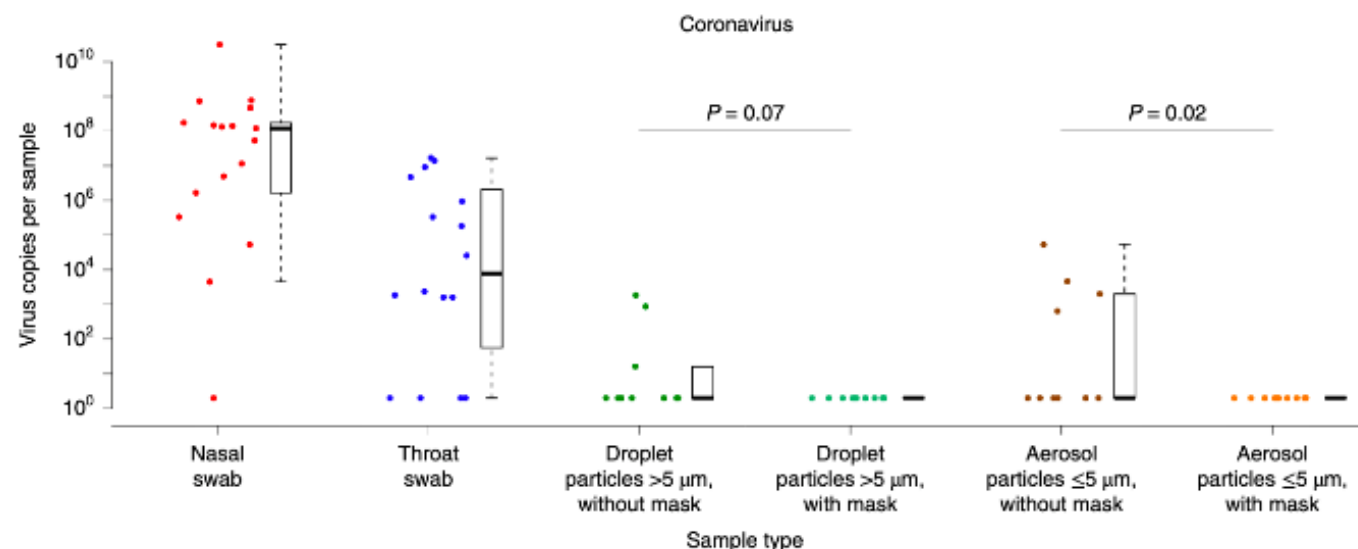 Coronavirus
Virus copies per sample
10^10
10^8
10^6
10^4
10^2
10^0
P = 0.07
P = 0.02
Nasal
swab
Throat
swab
Droplet
particles >5 μm,
without mask
Droplet
particles >5 μm,
with mask
Aerosol
particles ≤5 μm,
without mask
Aerosol
particles ≤5 μm,
with mask
Sample type